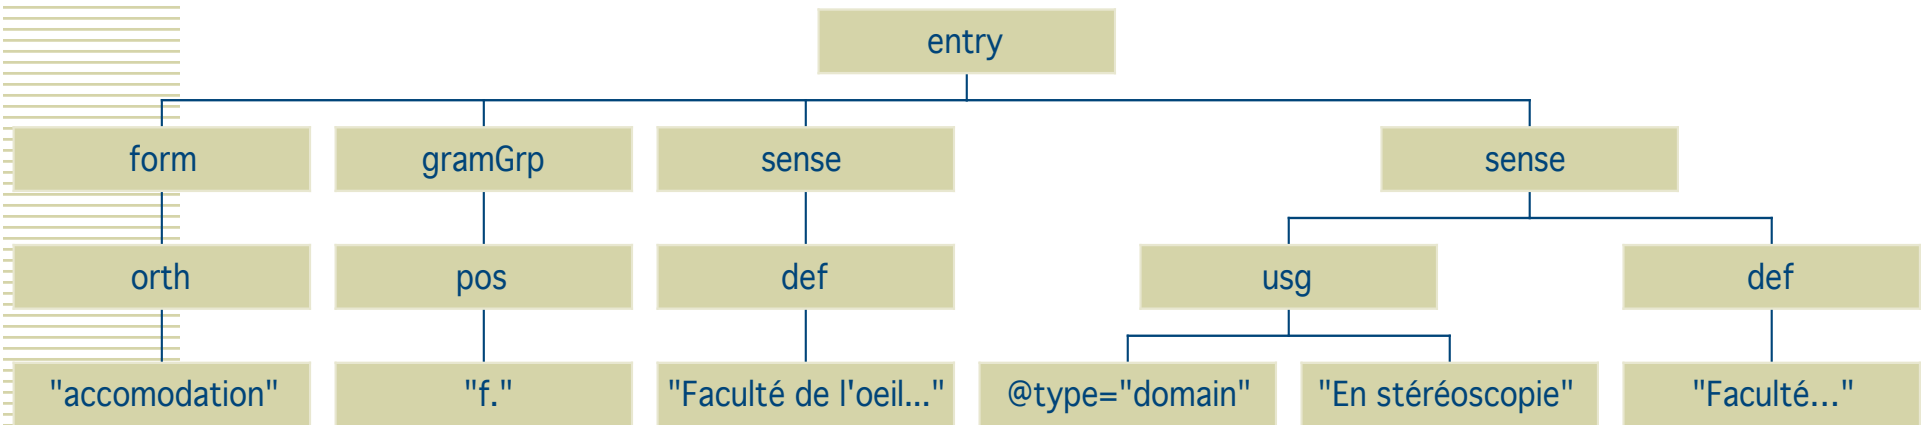 entry
form
gramGrp
sense
sense
orth
pos
def
usg
def
"accomodation"
"f."
"Faculté de l'oeil..."
@type="domain"
"En stéréoscopie"
"Faculté..."